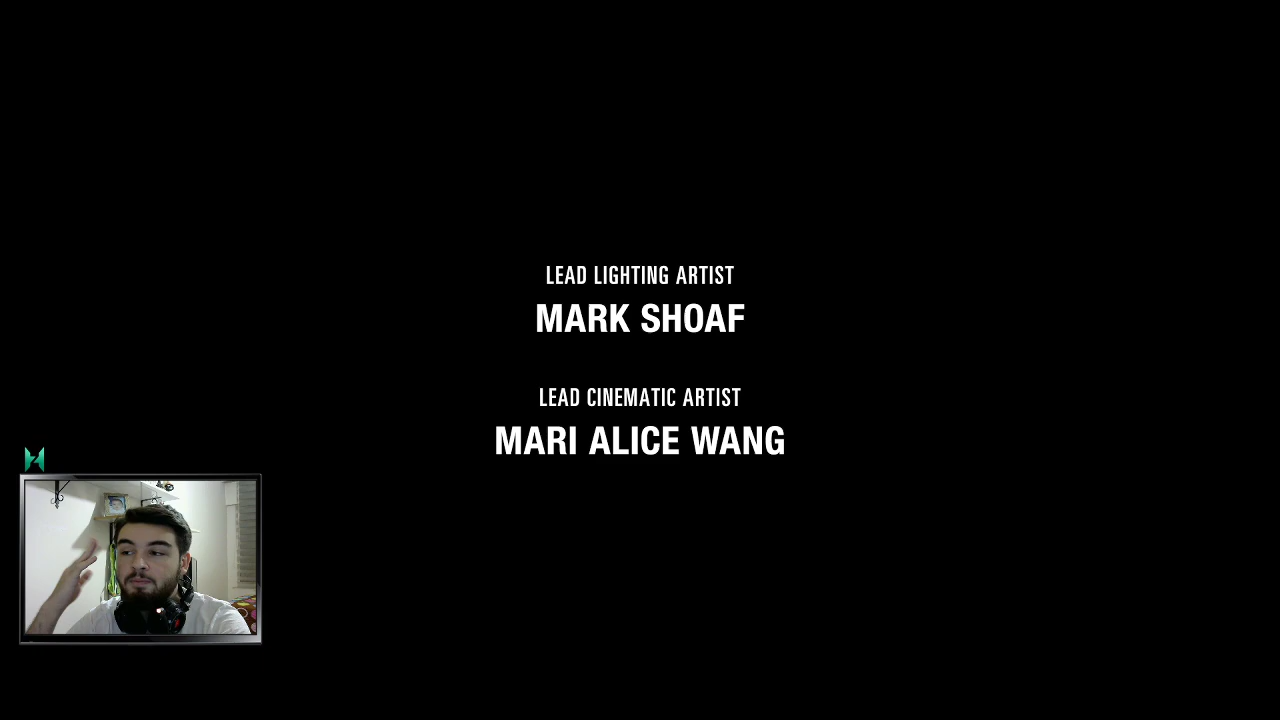 LEAD LIGHTING ARTIST
MARK SHOAF
LEAD CINEMATIC ARTIST
MARI ALICE WANG